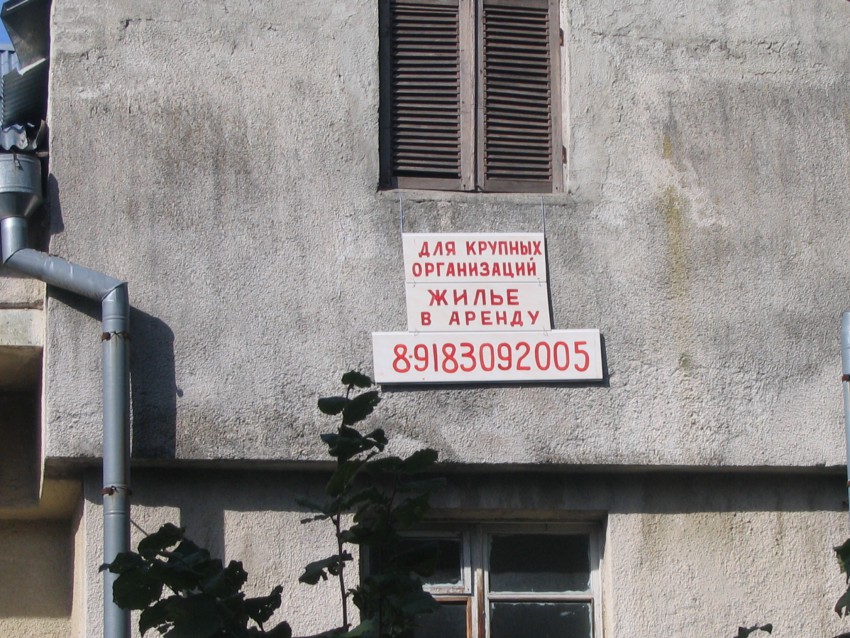 ДЛЯ КРУПНЫХ
ОРГАНИЗАЦИЙ
ЖИЛЬЕ
В АРЕНДУ
8-9183092005